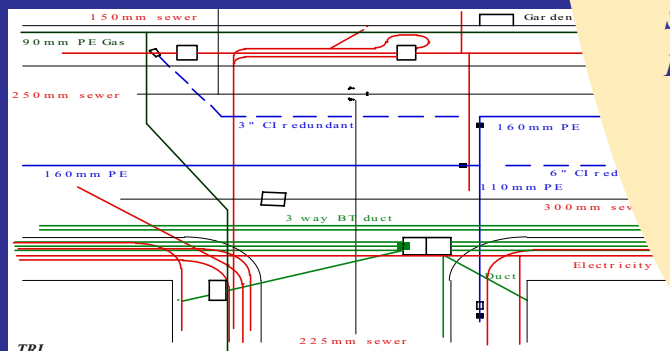 150mm sewer
Garden
90mm PE Gas
250mm sewer
3" CI redundant
160mm PE
160mm PE
6" CI red
110mm PE
300mm sew
3 way BT duct
Electricity
Duct
225mm sewer
TRL